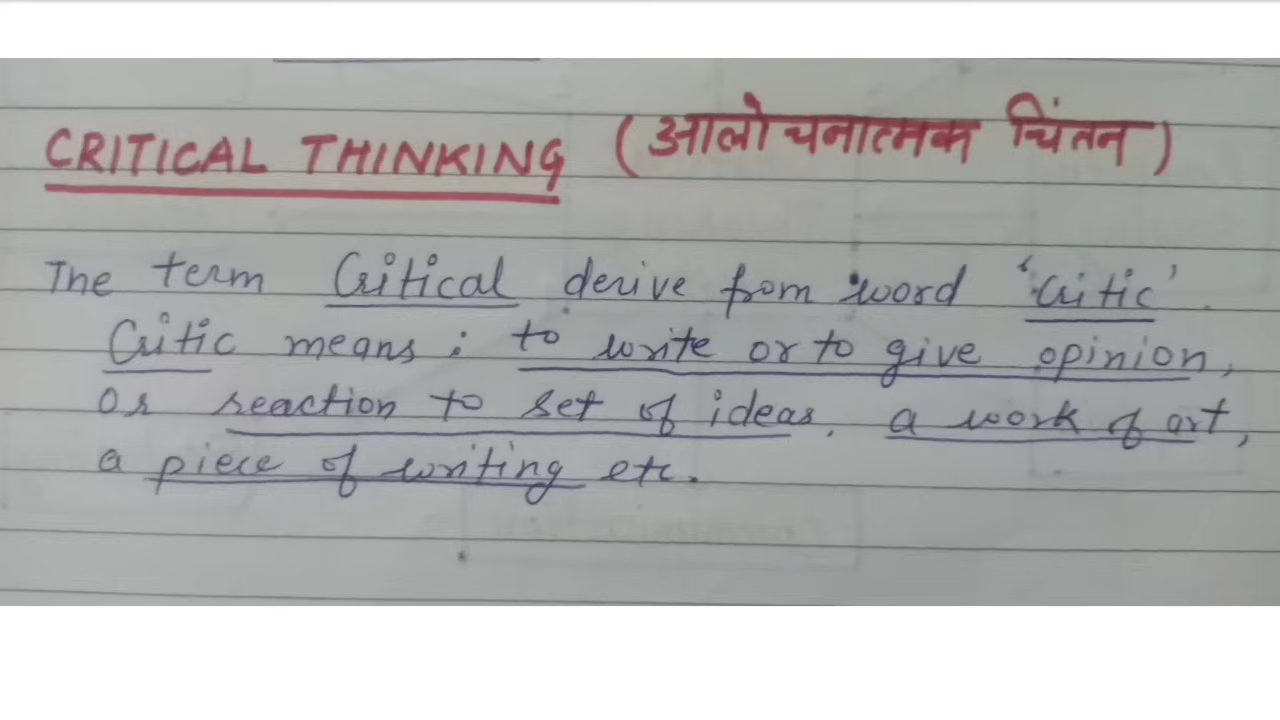 CRITICAL THINKING (आलोचनात्मक चिंतन)
The term Critical derive from word 'Critic'.
Critic means : to write or to give opinion,
or reaction to set of ideas, a work of art,
a piece of writing etc.